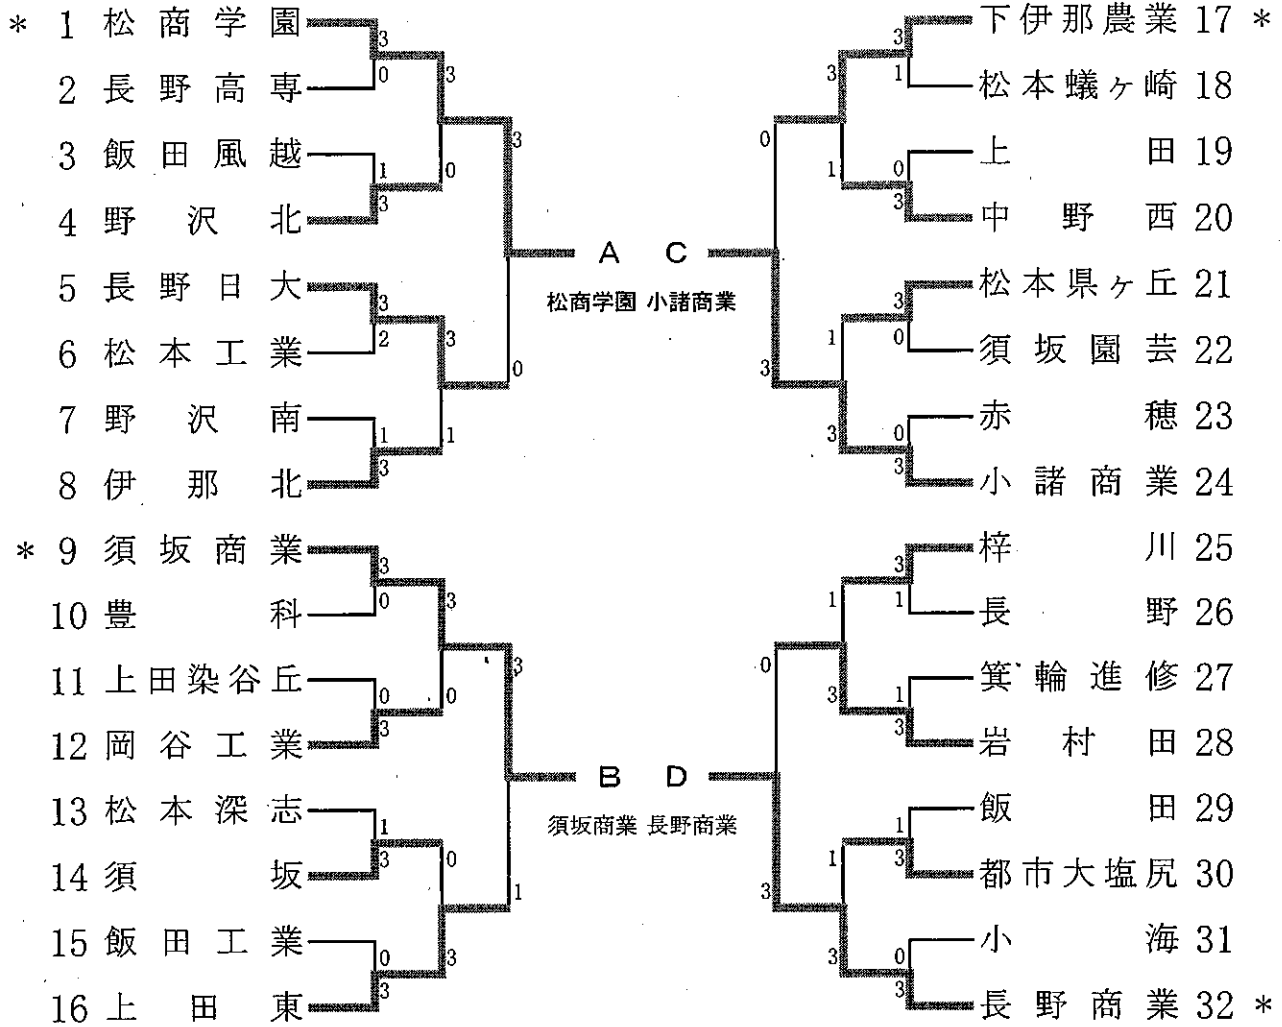 * 1 松商学園
3
0
2 長野高専
3
3 飯田風越
1
3
4 野沢北
0
3
5 長野日大
3
2
6 松本工業
3
7 野沢南
1
3
8 伊那北
1
0
A
松商学園
* 9 須坂商業
3
0
10 豊科
3
11 上田染谷丘
0
3
12 岡谷工業
0
3
13 松本深志
1
3
14 須坂
0
15 飯田工業
0
3
16 上田東
3
1
B
須坂商業
下伊那農業 17 *
3
1
松本蟻ヶ崎 18
3
上田 19
0
3
中野西 20
1
0
松本県ヶ丘 21
3
0
須坂園芸 22
1
赤穂 23
0
3
小諸商業 24
3
3
C
小諸商業
梓川 25
3
1
長野 26
1
箕輪進修 27
1
3
岩村田 28
3
0
飯田 29
1
3
都市大塩尻 30
1
小海 31
0
3
長野商業 32 *
3
3
D
長野商業